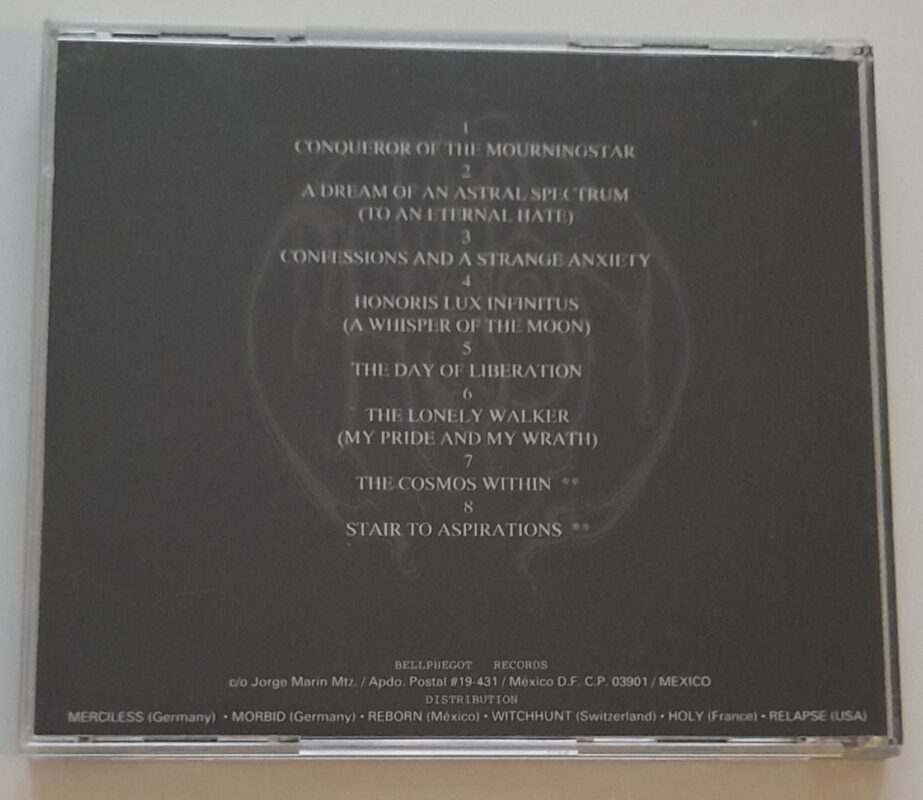 1
CONQUEROR OF THE MOURNINGSTAR
2
A DREAM OF AN ASTRAL SPECTRUM
(TO AN ETERNAL HATE)
3
CONFESSIONS AND A STRANGE ANXIETY
4
HONORIS LUX INFINITUS
(A WHISPER OF THE MOON)
5
THE DAY OF LIBERATION
6
THE LONELY WALKER
(MY PRIDE AND MY WRATH)
7
THE COSMOS WITHIN **
8
STAIR TO ASPIRATIONS **
BELLPHEGOT RECORDS
c/o Jorge Marín Mtz. / Apdo. Postal #19-431 / México D.F. C.P. 03901 / MEXICO
DISTRIBUTION
MERCILESS (Germany) • MORBID (Germany) • REBORN (México) • WITCHHUNT (Switzerland) • HOLY (France) • RELAPSE (USA)